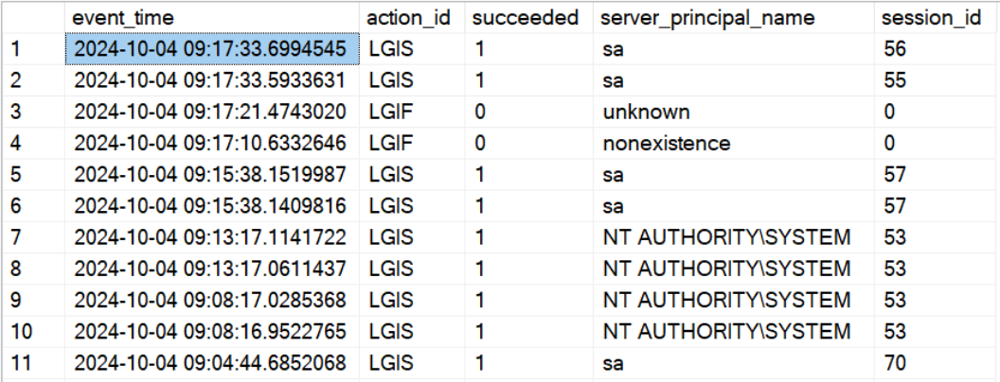 event_time action_id succeeded server_principal_name session_id
1 2024-10-04 09:17:33.6994545 LGIS 1 sa 56
2 2024-10-04 09:17:33.5933631 LGIS 1 sa 55
3 2024-10-04 09:17:21.4743020 LGIF 0 unknown 0
4 2024-10-04 09:17:10.6332646 LGIF 0 nonexistence 0
5 2024-10-04 09:15:38.1519987 LGIS 1 sa 57
6 2024-10-04 09:15:38.1409816 LGIS 1 sa 57
7 2024-10-04 09:13:17.1141722 LGIS 1 NT AUTHORITY\SYSTEM 53
8 2024-10-04 09:13:17.0611437 LGIS 1 NT AUTHORITY\SYSTEM 53
9 2024-10-04 09:08:17.0285368 LGIS 1 NT AUTHORITY\SYSTEM 53
10 2024-10-04 09:08:16.9522765 LGIS 1 NT AUTHORITY\SYSTEM 53
11 2024-10-04 09:04:44.6852068 LGIS 1 sa 70